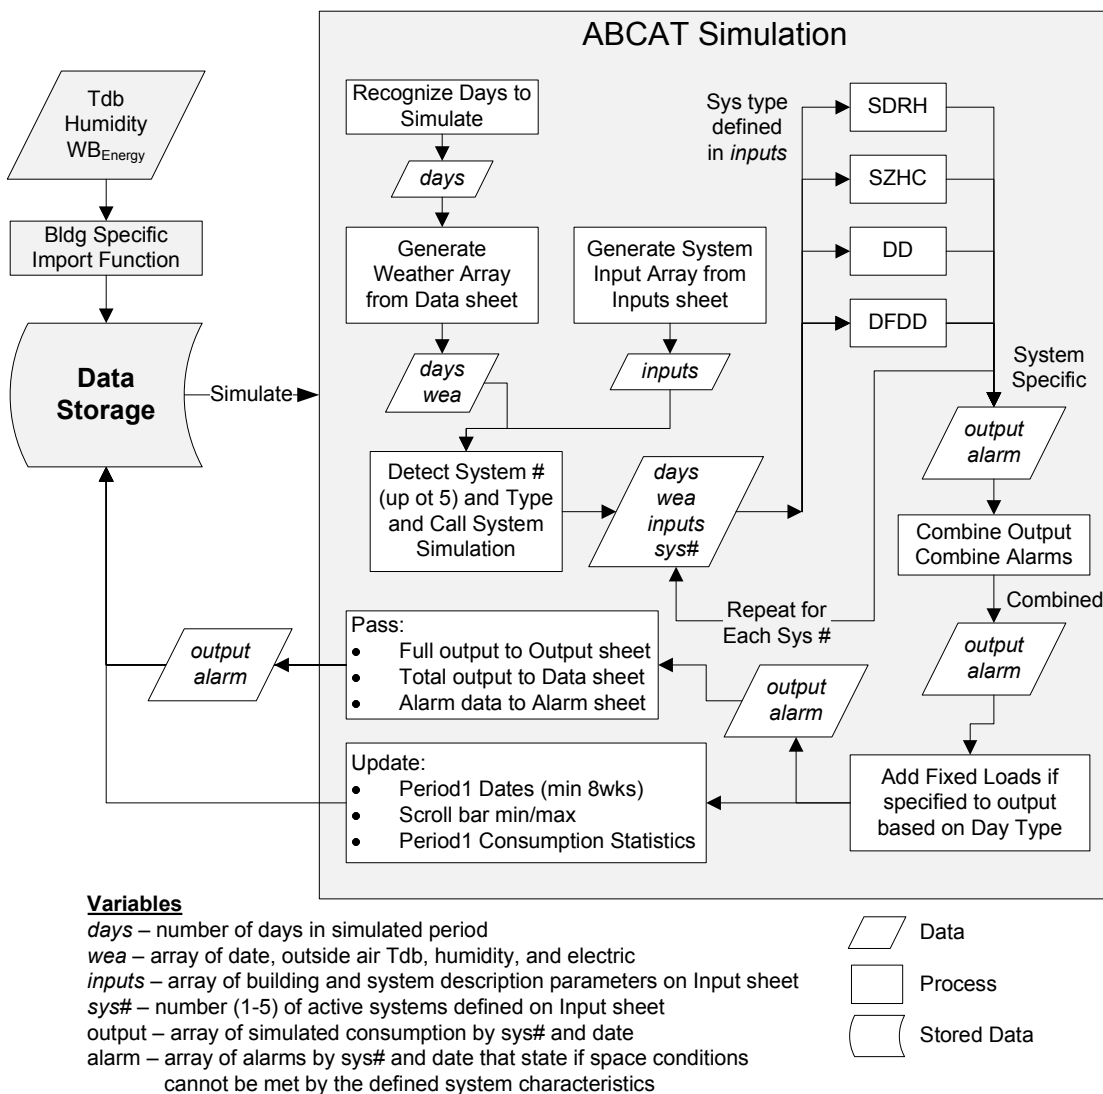 ABCAT Simulation
Tdb
Humidity
WBEnergy
Bldg Specific
Import Function
Data
Storage
Simulate
Recognize Days to
Simulate
days
Generate
Weather Array
from Data sheet
days
wea
Generate System
Input Array from
Inputs sheet
inputs
Detect System #
(up ot 5) and Type
and Call System
Simulation
days
wea
inputs
sys#
Sys type
defined
in inputs
SDRH
SZHC
DD
DFDD
System
Specific
output
alarm
Combine Output
Combine Alarms
Combined
output
alarm
Repeat for
Each Sys #
Add Fixed Loads if
specified to output
based on Day Type
output
alarm
Pass:
• Full output to Output sheet
• Total output to Data sheet
• Alarm data to Alarm sheet
output
alarm
Update:
• Period1 Dates (min 8wks)
• Scroll bar min/max
• Period1 Consumption Statistics
Variables
days – number of days in simulated period
wea – array of date, outside air Tdb, humidity, and electric
inputs – array of building and system description parameters on Input sheet
sys# – number (1-5) of active systems defined on Input sheet
output – array of simulated consumption by sys# and date
alarm – array of alarms by sys# and date that state if space conditions
cannot be met by the defined system characteristics
Data
Process
Stored Data